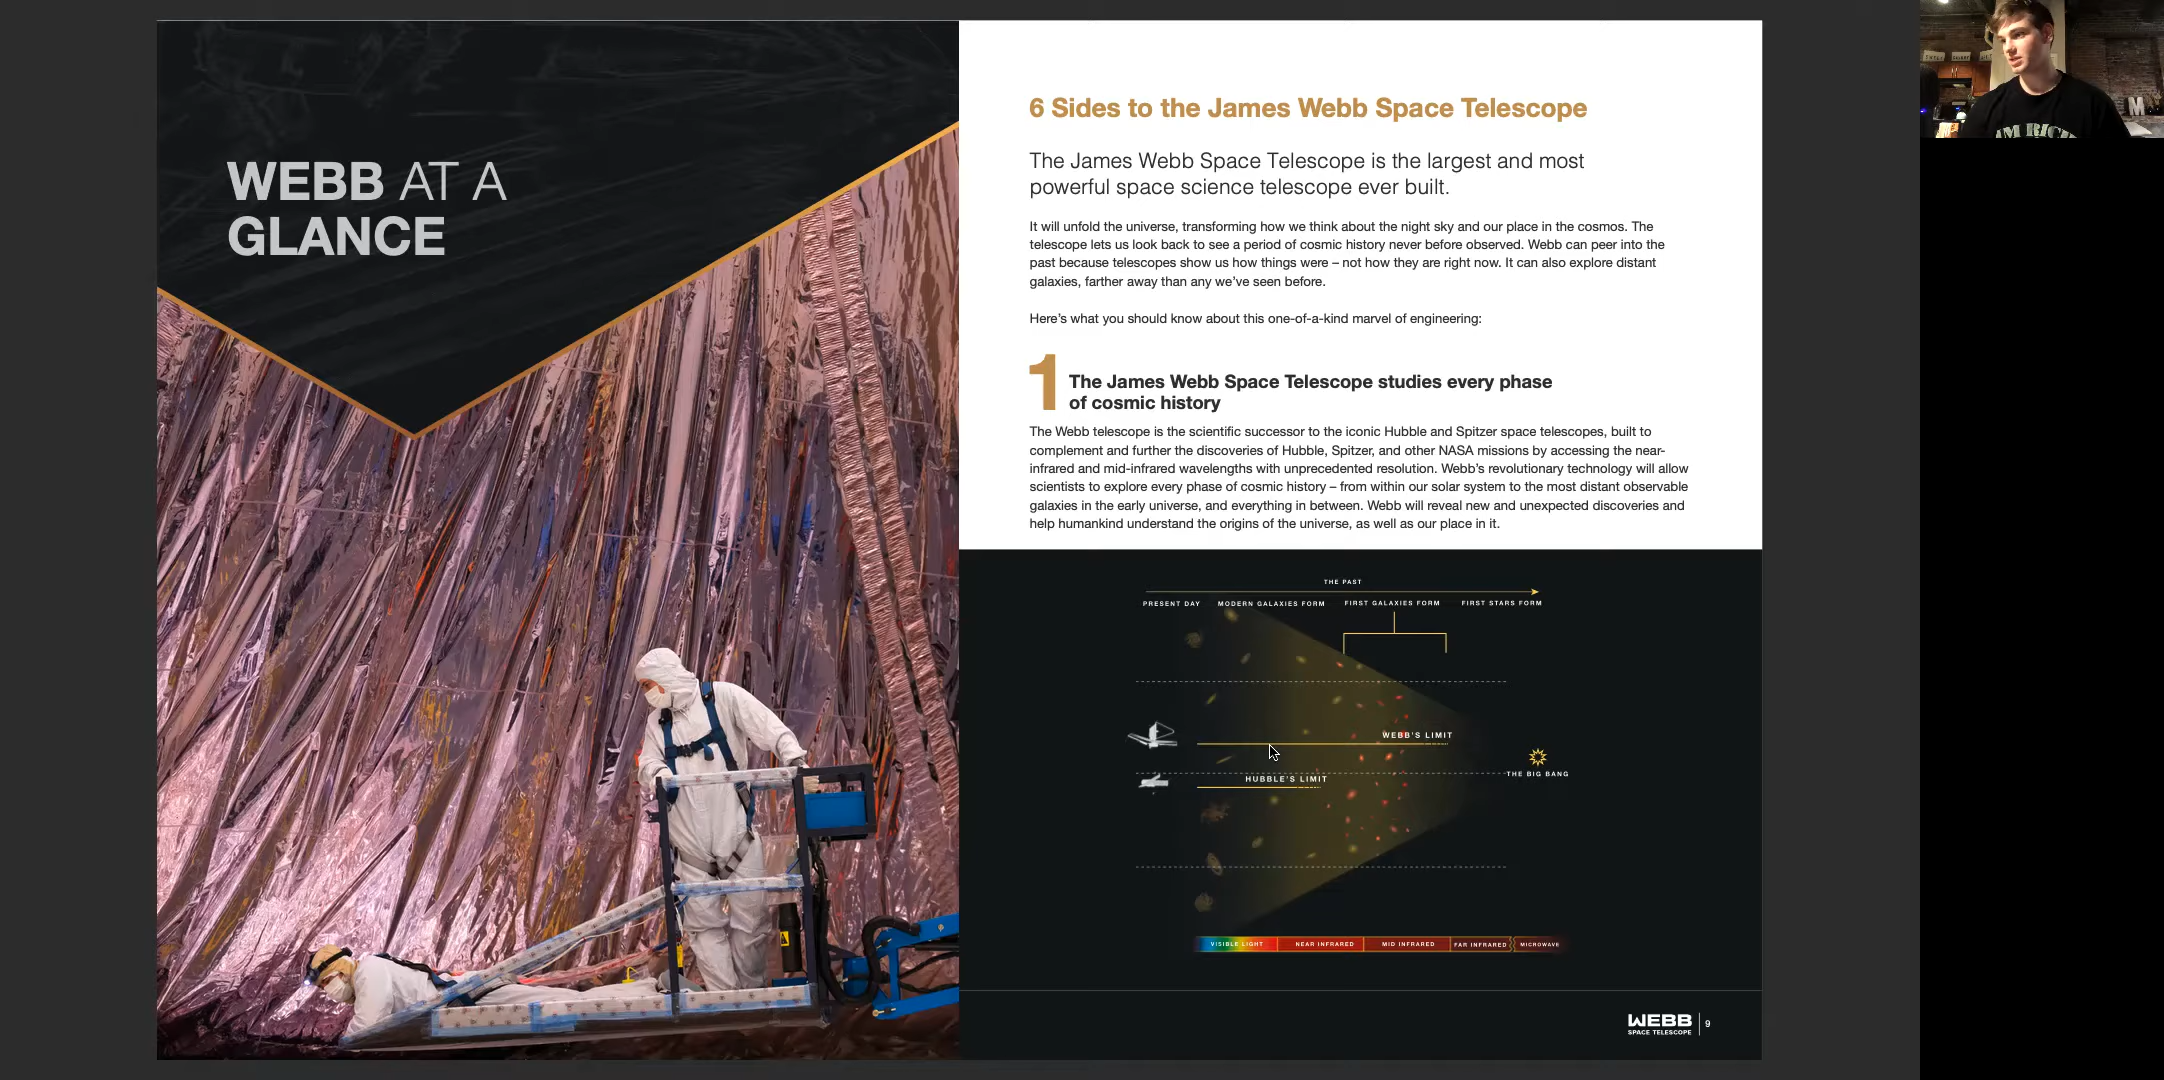 WEBB AT A
GLANCE
6 Sides to the James Webb Space Telescope
The James Webb Space Telescope is the largest and most
powerful space science telescope ever built.
It will unfold the universe, transforming how we think about the night sky and our place in the cosmos. The
telescope lets us look back to see a period of cosmic history never before observed. Webb can peer into the
past because telescopes show us how things were – not how they are right now. It can also explore distant
galaxies, farther away than any we’ve seen before.
Here’s what you should know about this one-of-a-kind marvel of engineering:
1
The James Webb Space Telescope studies every phase
of cosmic history
The Webb telescope is the scientific successor to the iconic Hubble and Spitzer space telescopes, built to
complement and further the discoveries of Hubble, Spitzer, and other NASA missions by accessing the near-
infrared and mid-infrared wavelengths with unprecedented resolution. Webb’s revolutionary technology will allow
scientists to explore every phase of cosmic history – from within our solar system to the most distant observable
galaxies in the early universe, and everything in between. Webb will reveal new and unexpected discoveries and
help humankind understand the origins of the universe, as well as our place in it.
THE PAST
PRESENT DAY MODERN GALAXIES FORM FIRST GALAXIES FORM FIRST STARS FORM
WEBB'S LIMIT
HUBBLE'S LIMIT
THE BIG BANG
VISIBLE LIGHT NEAR INFRARED MID INFRARED FAR INFRARED MICROWAVE
WEBB
SPACE TELESCOPE
9
M